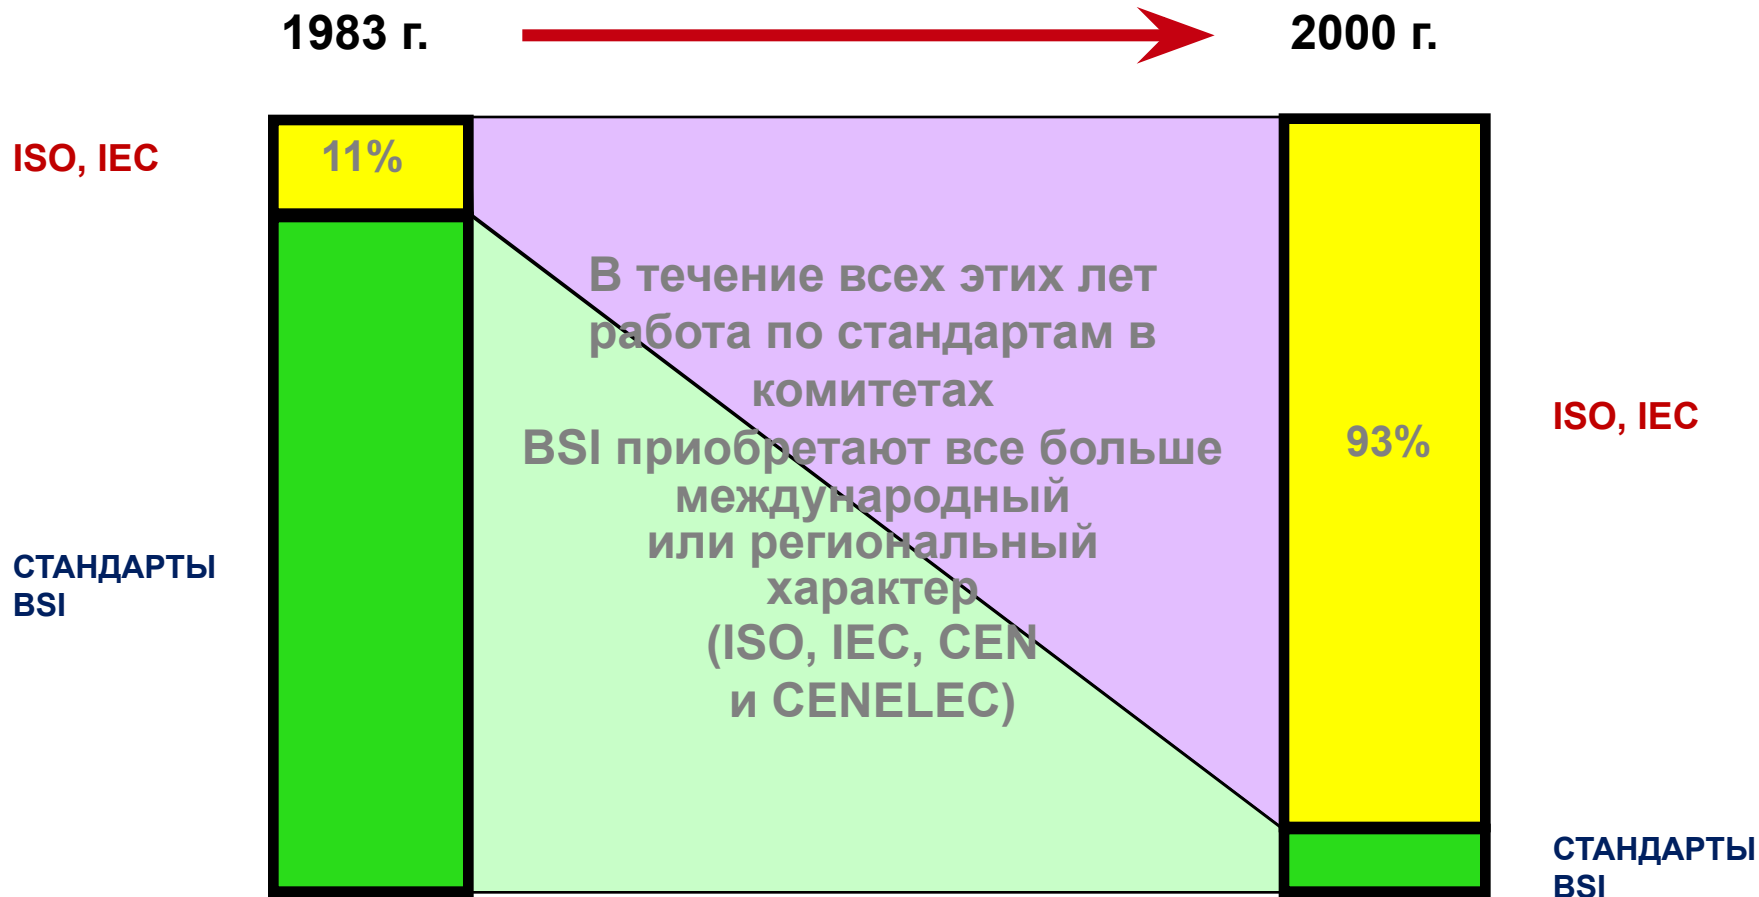 1983 г.
2000 г.
ISO, IEC
11%
В течение всех этих лет
работа по стандартам в
комитетах
BSI приобретают все больше
международный
или региональный
характер
(ISO, IEC, CEN
и CENELEC)
93%
ISO, IEC
СТАНДАРТЫ
BSI
СТАНДАРТЫ
BSI